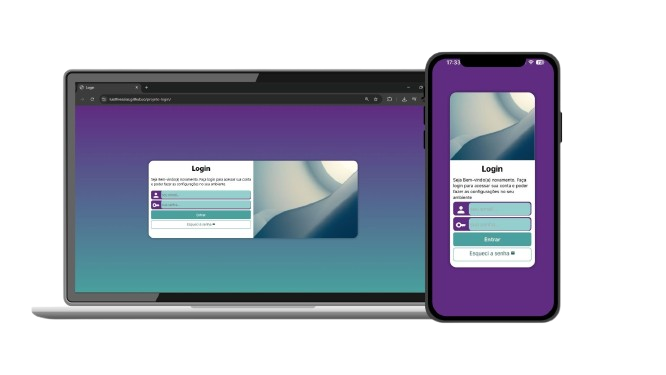 Login
Login
Seja Bem-vindo(a) novamente. Faça login para acessar sua conta
e poder fazer as configurações no seu
ambiente.
Entrar
Esqueci a senha
17:33
Login
Seja Bem-vindo(a) novamente. Faça
login para acessar sua conta e poder
fazer as configurações no seu
ambiente
Entrar
Esqueci a senha